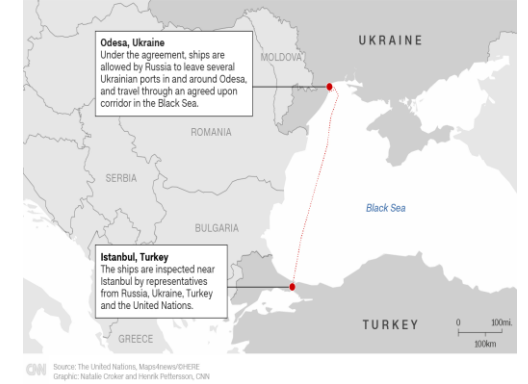 Odesa, Ukraine
Under the agreement, ships are
allowed by Russia to leave several
Ukrainian ports in and around Odesa,
and travel through an agreed upon
corridor in the Black Sea.
UKRAINE
MOLDOVA
ROMANIA
SERBIA
Black Sea
BULGARIA
Istanbul, Turkey
The ships are inspected near
Istanbul by representatives
from Russia, Ukraine, Turkey
and the United Nations.
TURKEY
0 100mi.
100km
GREECE
CNN
Source: The United Nations, Maps4news/©HERE
Graphic: Natalie Croker and Henrik Pettersson, CNN